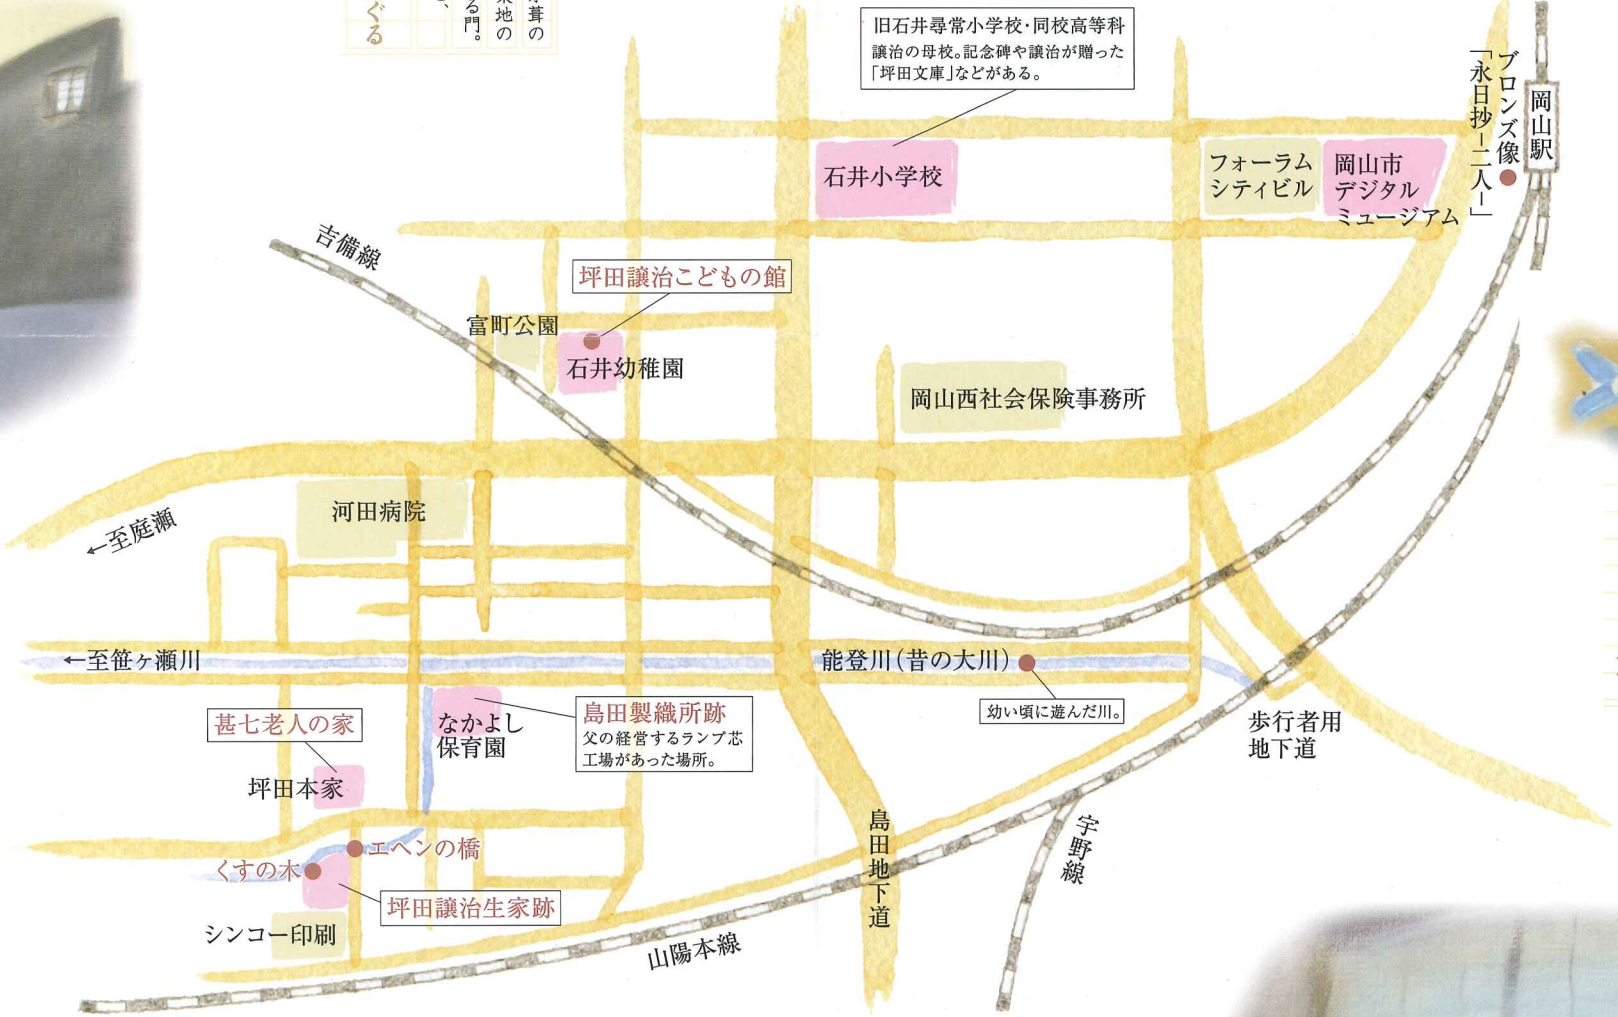 葺の
地の
る門。
ぐる
旧石井尋常小学校・同校高等科
譲治の母校。記念碑や譲治が贈った
「坪田文庫」などがある。
岡山駅
ブロンズ像
「永日抄-二人-」
石井小学校
フォーラム
シティビル
岡山市
デジタル
ミュージアム
吉備線
坪田譲治こどもの館
富町公園
石井幼稚園
岡山西社会保険事務所
河田病院
←至庭瀬
←至笹ヶ瀬川
能登川(昔の大川)
幼い頃に遊んだ川。
歩行者用
地下道
なかよし
保育園
島田製織所跡
父の経営するランプ芯
工場があった場所。
甚七老人の家
坪田本家
エヘンの橋
くすの木
坪田譲治生家跡
シンコー印刷
島田地下道
宇野線
山陽本線